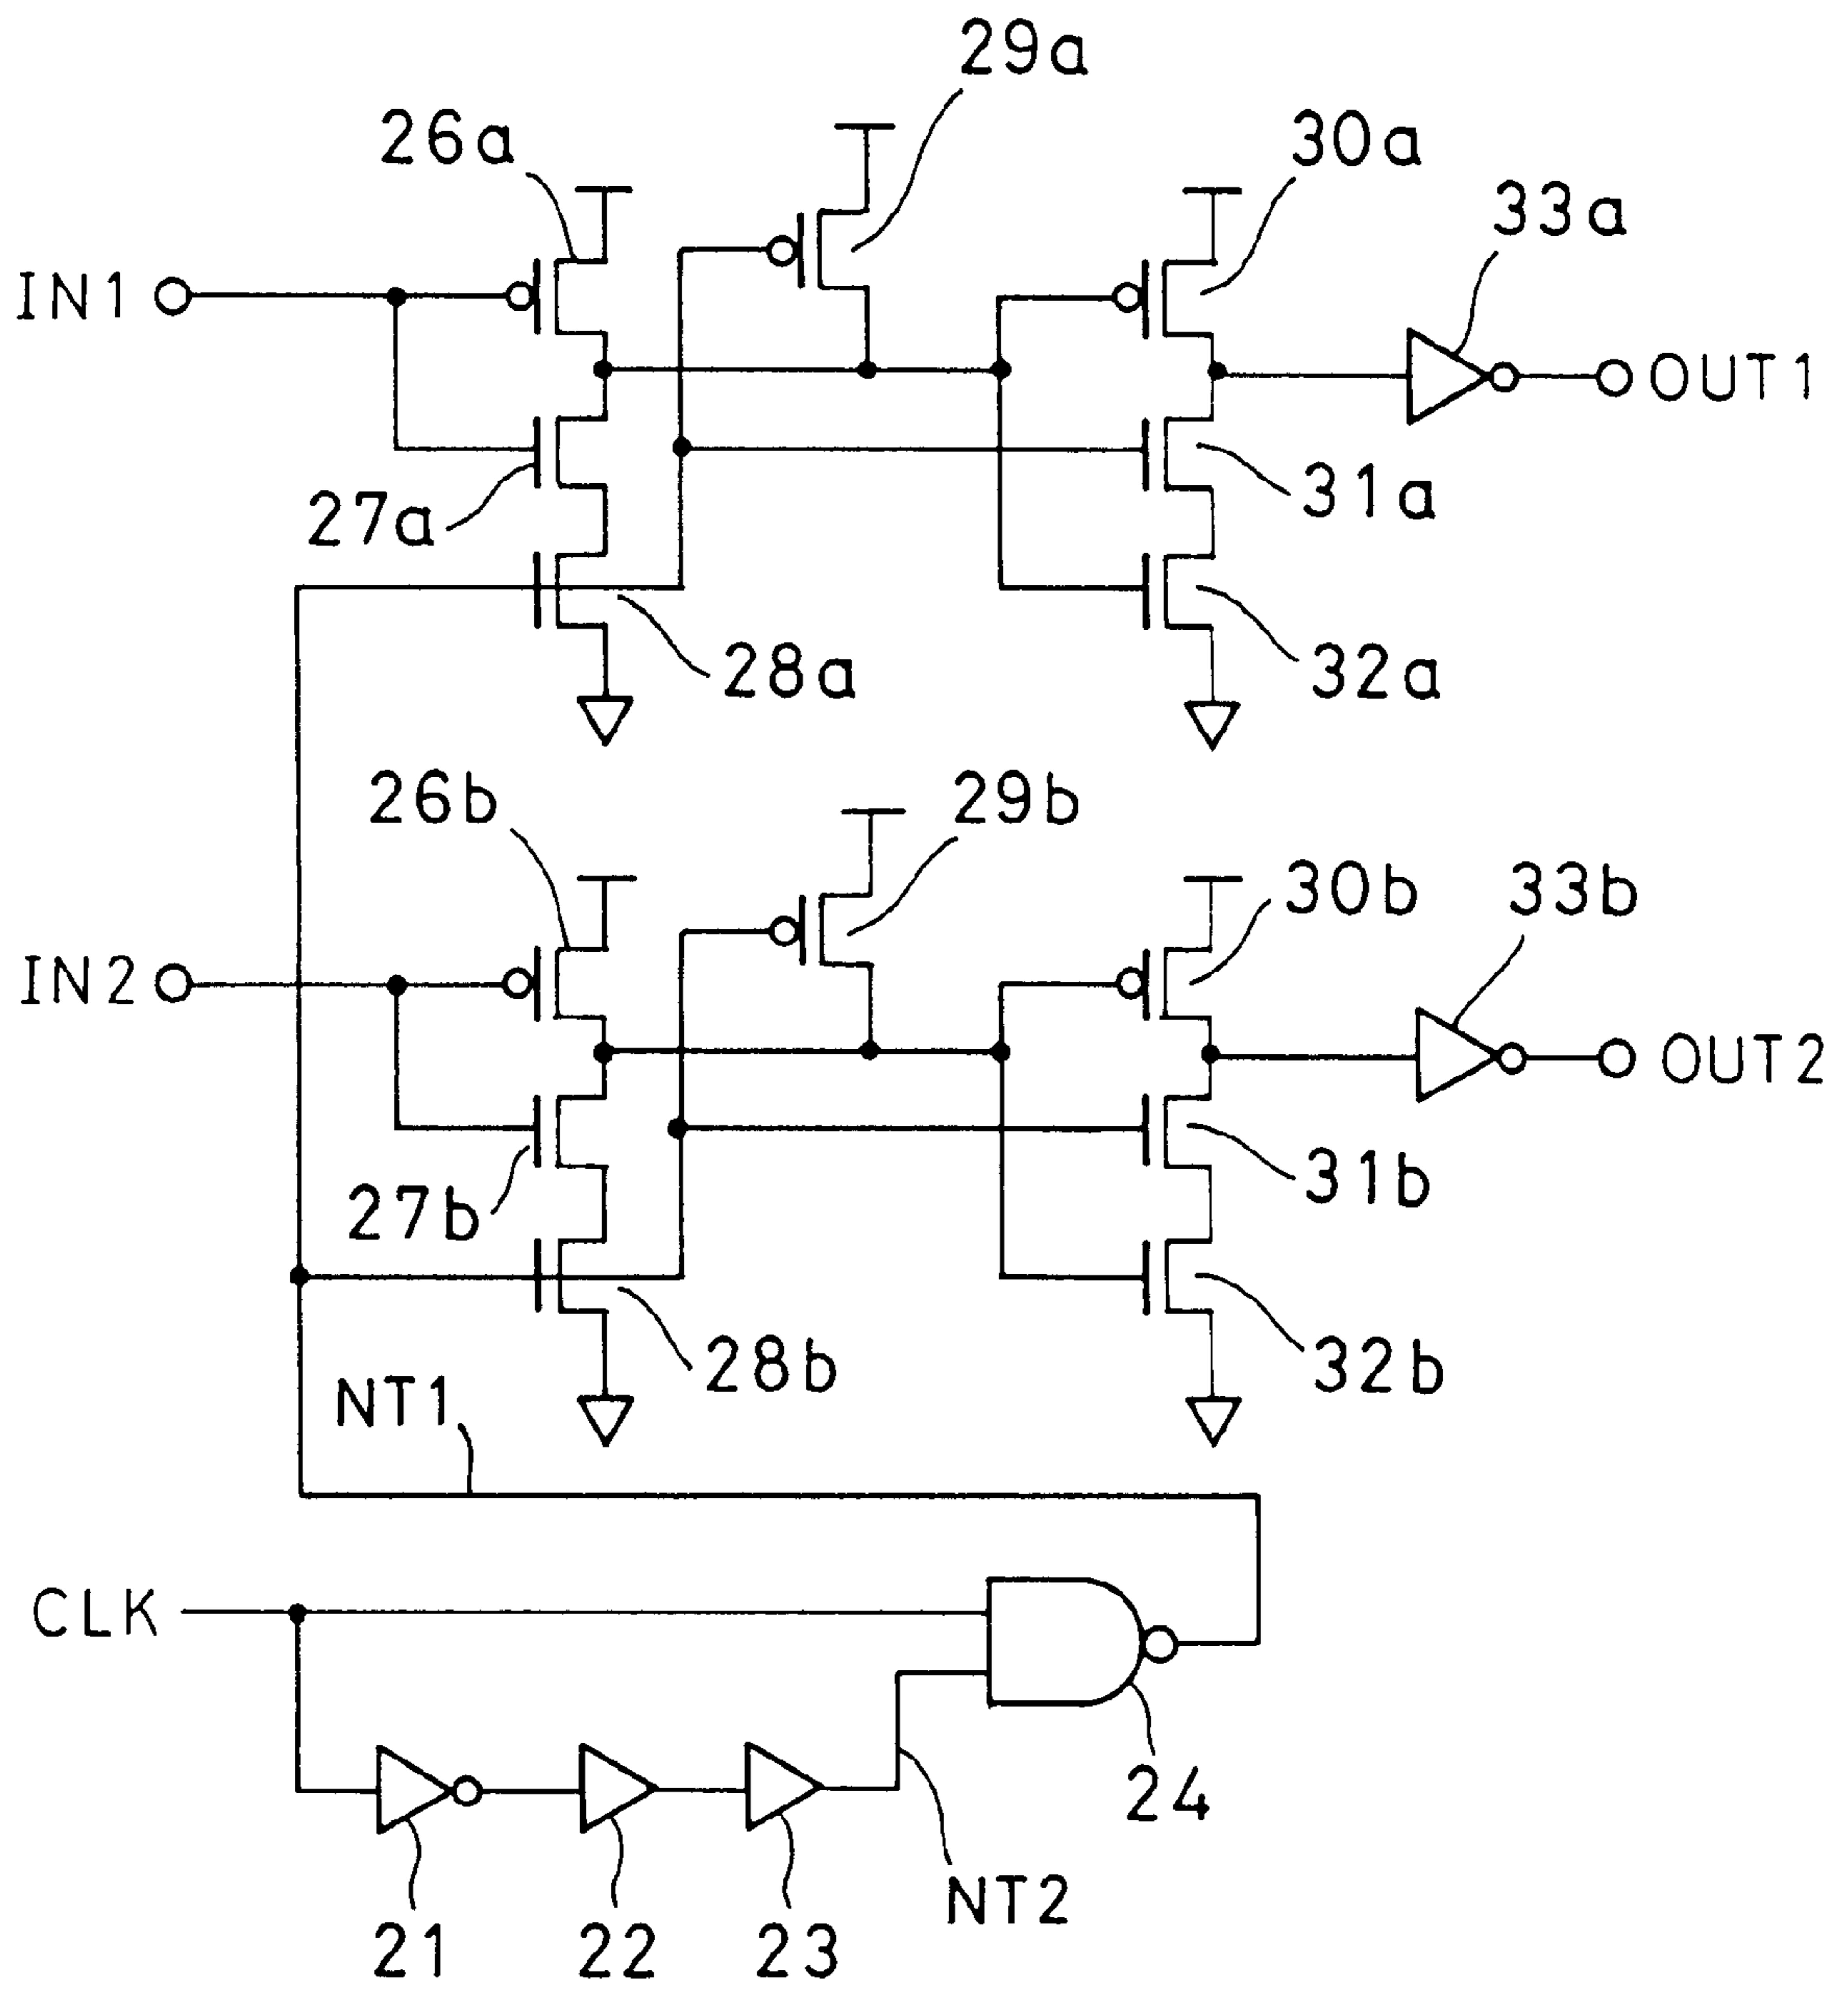 29a
26a
30a
33a
IN1
OUT1
27a
31a
28a
32a
26b
29b
30b
33b
IN2
OUT2
27b
31b
28b
32b
NT1
CLK
24
NT2
21
22
23